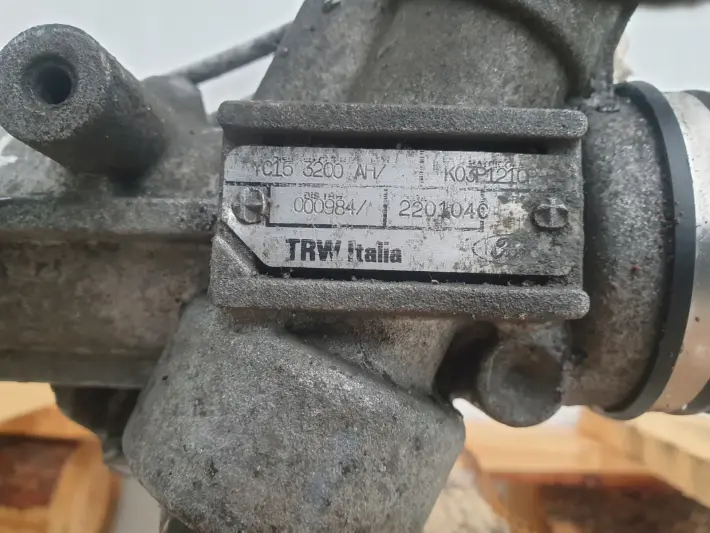 YC15 3200 AH/ K03P1210
000984/ 220104C
TRW Italia